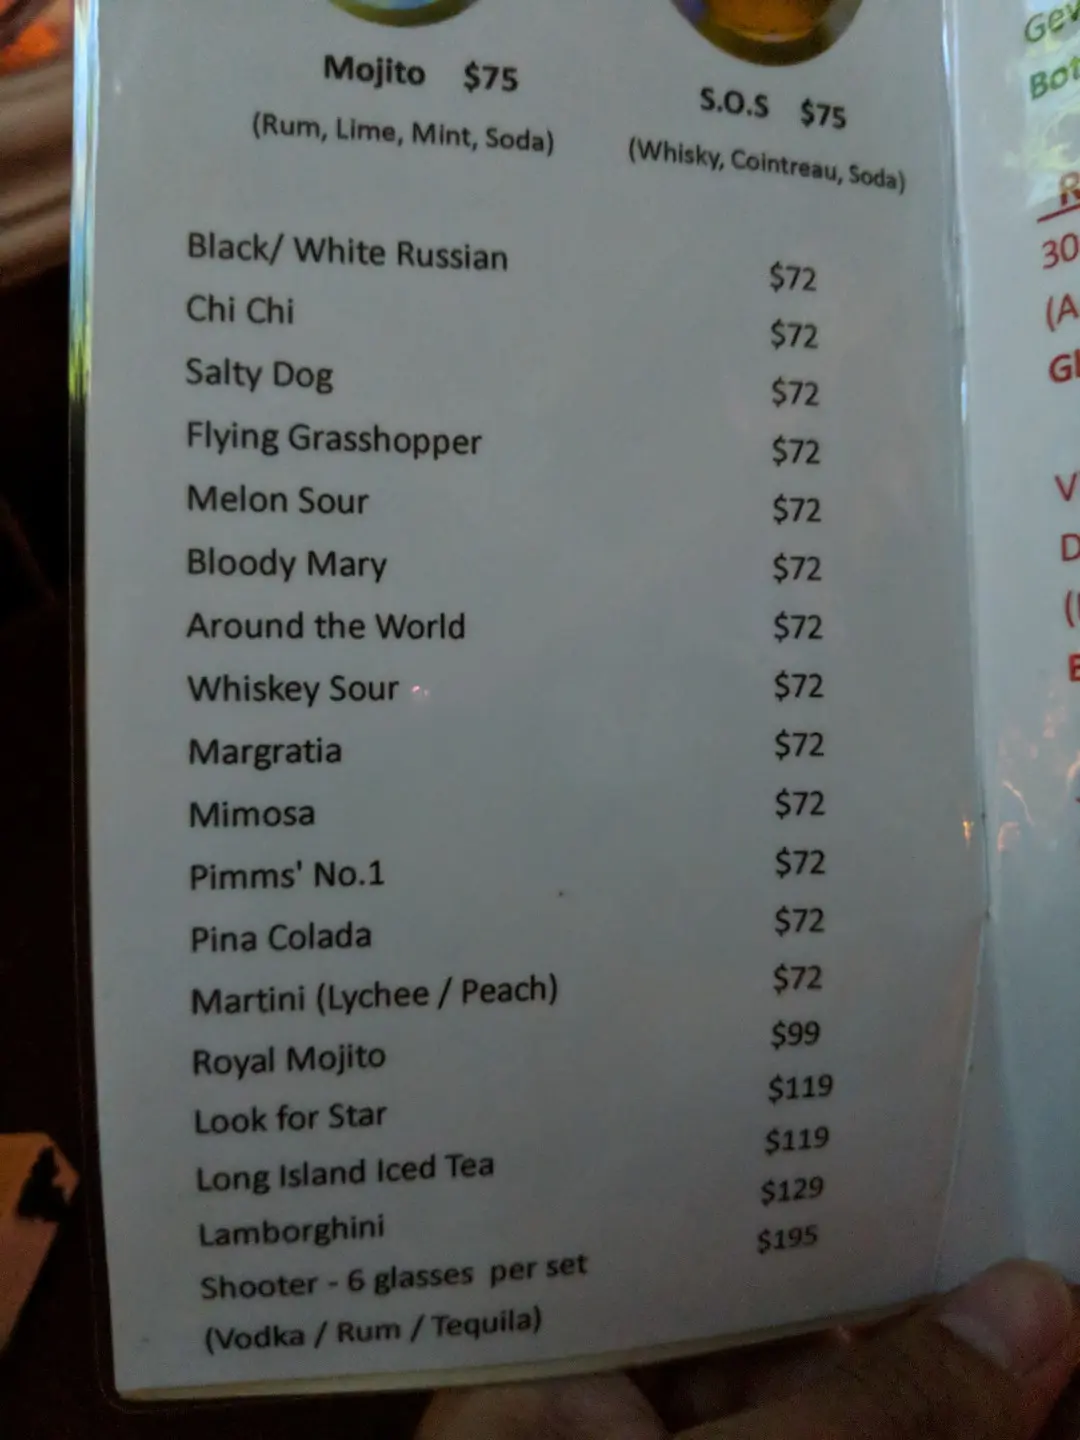 Mojito $75
(Rum, Lime, Mint, Soda)
S.O.S $75
(Whisky, Cointreau, Soda)
Black/ White Russian $72
Chi Chi $72
Salty Dog $72
Flying Grasshopper $72
Melon Sour $72
Bloody Mary $72
Around the World $72
Whiskey Sour $72
Margratia $72
Mimosa $72
Pimms' No.1 $72
Pina Colada $72
Martini (Lychee / Peach) $72
Royal Mojito $99
Look for Star $119
Long Island Iced Tea $119
Lamborghini $129
Shooter - 6 glasses per set $195
(Vodka / Rum / Tequila)